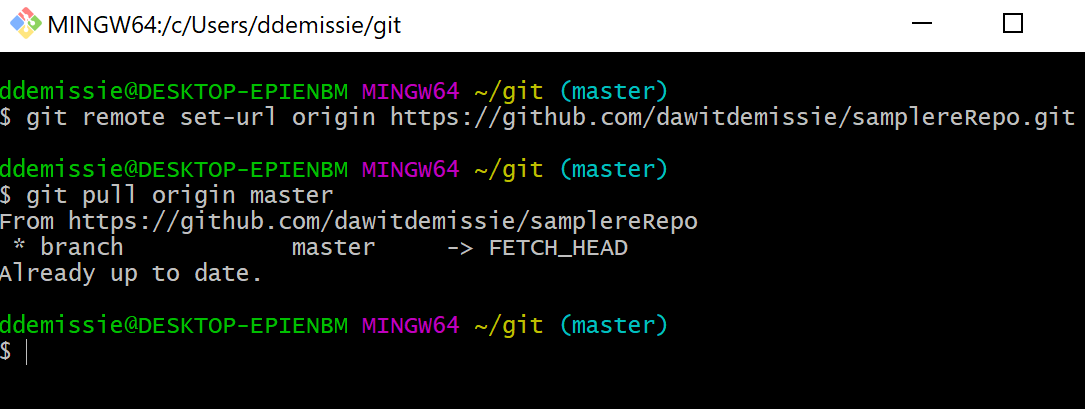 MINGW64:/c/Users/ddemissie/git
ddemissie@DESKTOP-EPIENBM MINGW64 ~/git (master)
$ git remote set-url origin https://github.com/dawitdemissie/samplereRepo.git
ddemissie@DESKTOP-EPIENBM MINGW64 ~/git (master)
$ git pull origin master
From https://github.com/dawitdemissie/samplereRepo
 * branch            master     -> FETCH_HEAD
Already up to date.
ddemissie@DESKTOP-EPIENBM MINGW64 ~/git (master)
$